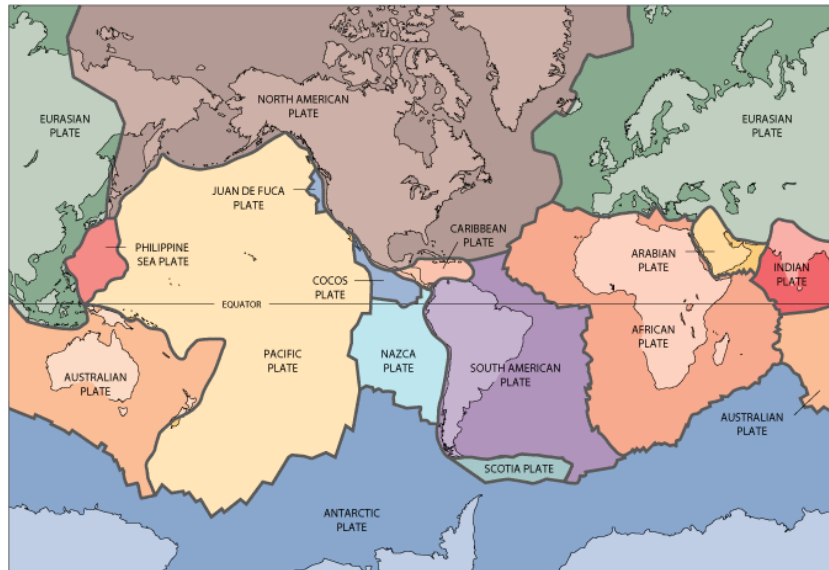 NORTH AMERICAN
PLATE
EURASIAN
PLATE
EURASIAN
PLATE
JUAN DE FUCA
PLATE
PHILIPPINE
SEA PLATE
CARIBBEAN
PLATE
ARABIAN
PLATE
INDIAN
PLATE
COCOS
PLATE
EQUATOR
AFRICAN
PLATE
PACIFIC
PLATE
NAZCA
PLATE
SOUTH AMERICAN
PLATE
AUSTRALIAN
PLATE
AUSTRALIAN
PLATE
SCOTIA PLATE
ANTARCTIC
PLATE